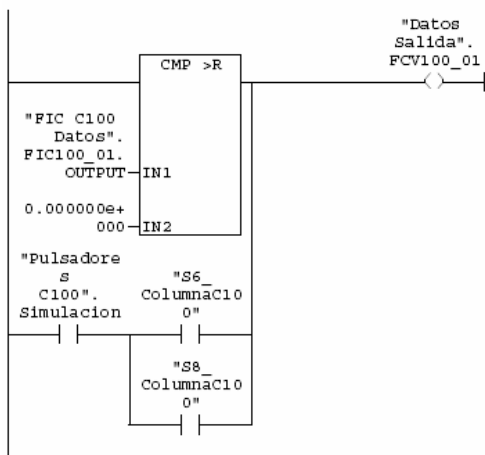 "Datos
Salida".
FCV100_01
CMP >R
"FIC C100
Datos".
FIC100_01.
OUTPUT
IN1
0.000000e+
000
IN2
"Pulsadore
s
C100".
Simulacion
"S6_
ColumnaC10
0"
"S8_
ColumnaC10
0"